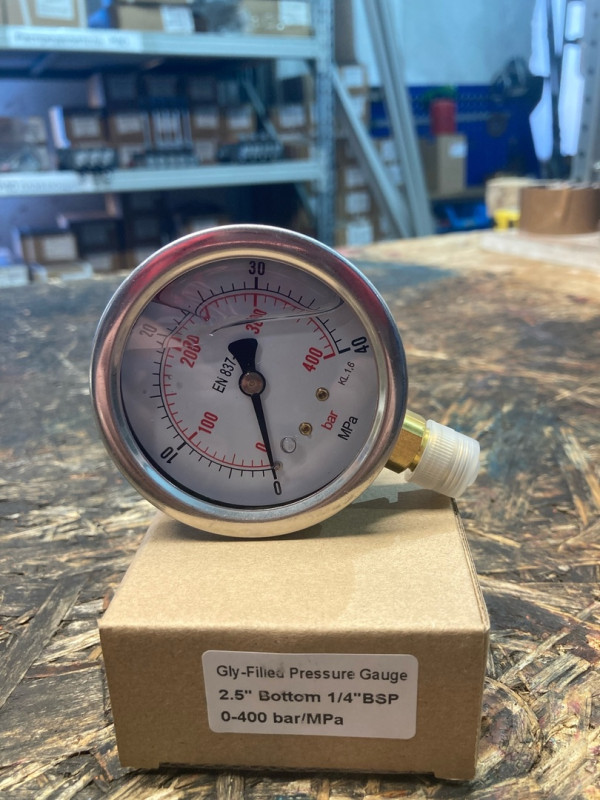 30
20
300
200
40
400
KL.1,6
EN 837-
bar
MPa
100
10
0
0
Gly-Filled Pressure Gauge
2.5" Bottom 1/4"BSP
0-400 bar/MPa